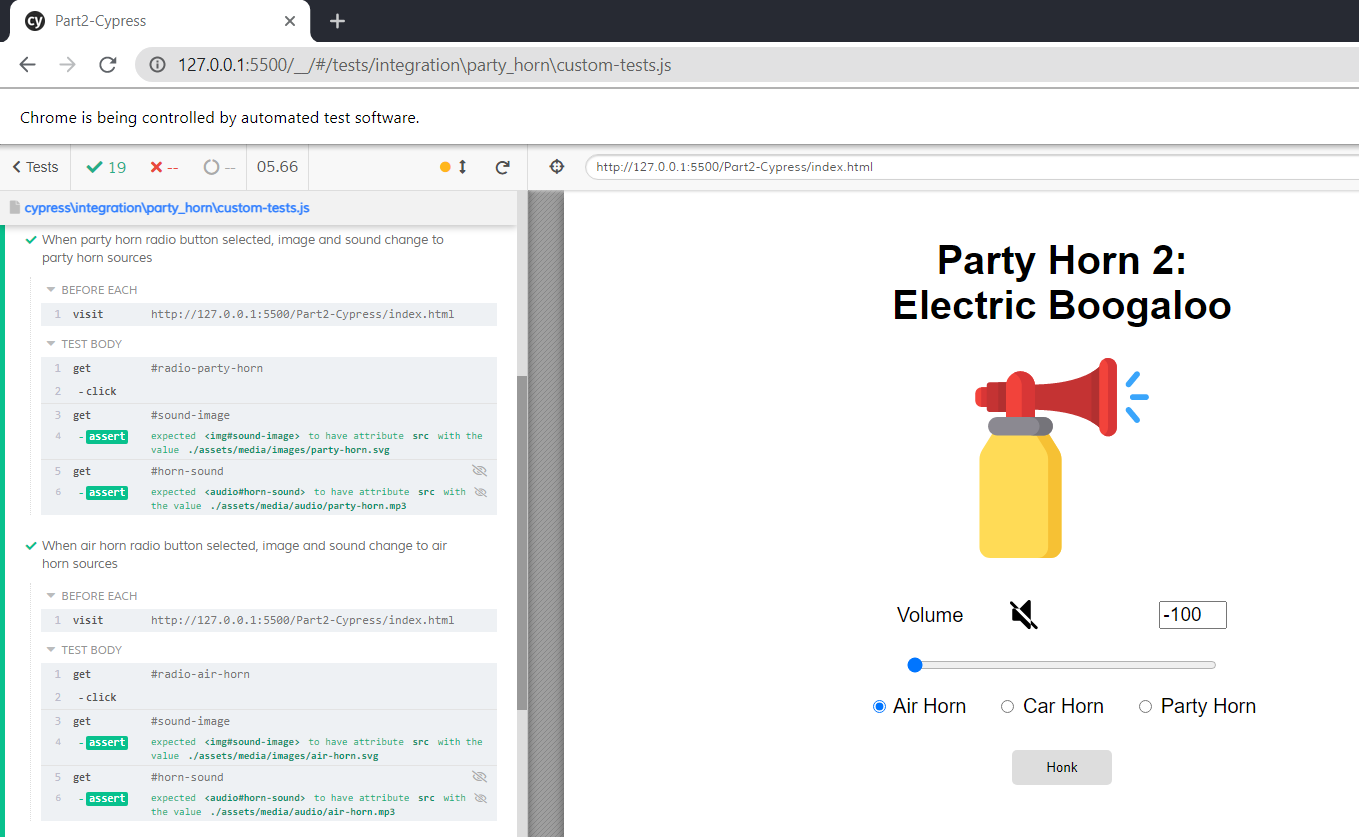 cy Part2-Cypress
127.0.0.1:5500/__/#/tests/integration\party_horn\custom-tests.js
Chrome is being controlled by automated test software.
Tests 19 -- -- 05.66
http://127.0.0.1:5500/Part2-Cypress/index.html
cypress\integration\party_horn\custom-tests.js
When party horn radio button selected, image and sound change to
party horn sources
BEFORE EACH
1 visit http://127.0.0.1:5500/Part2-Cypress/index.html
TEST BODY
1 get #radio-party-horn
2 -click
3 get #sound-image
4 -assert expected <img#sound-image> to have attribute src with the
value ./assets/media/images/party-horn.svg
5 get #horn-sound
6 -assert expected <audio#horn-sound> to have attribute src with
the value ./assets/media/audio/party-horn.mp3
When air horn radio button selected, image and sound change to air
horn sources
BEFORE EACH
1 visit http://127.0.0.1:5500/Part2-Cypress/index.html
TEST BODY
1 get #radio-air-horn
2 -click
3 get #sound-image
4 -assert expected <img#sound-image> to have attribute src with the
value ./assets/media/images/air-horn.svg
5 get #horn-sound
6 -assert expected <audio#horn-sound> to have attribute src with
the value ./assets/media/audio/air-horn.mp3
Party Horn 2:
Electric Boogaloo
Volume -100
Air Horn Car Horn Party Horn
Honk